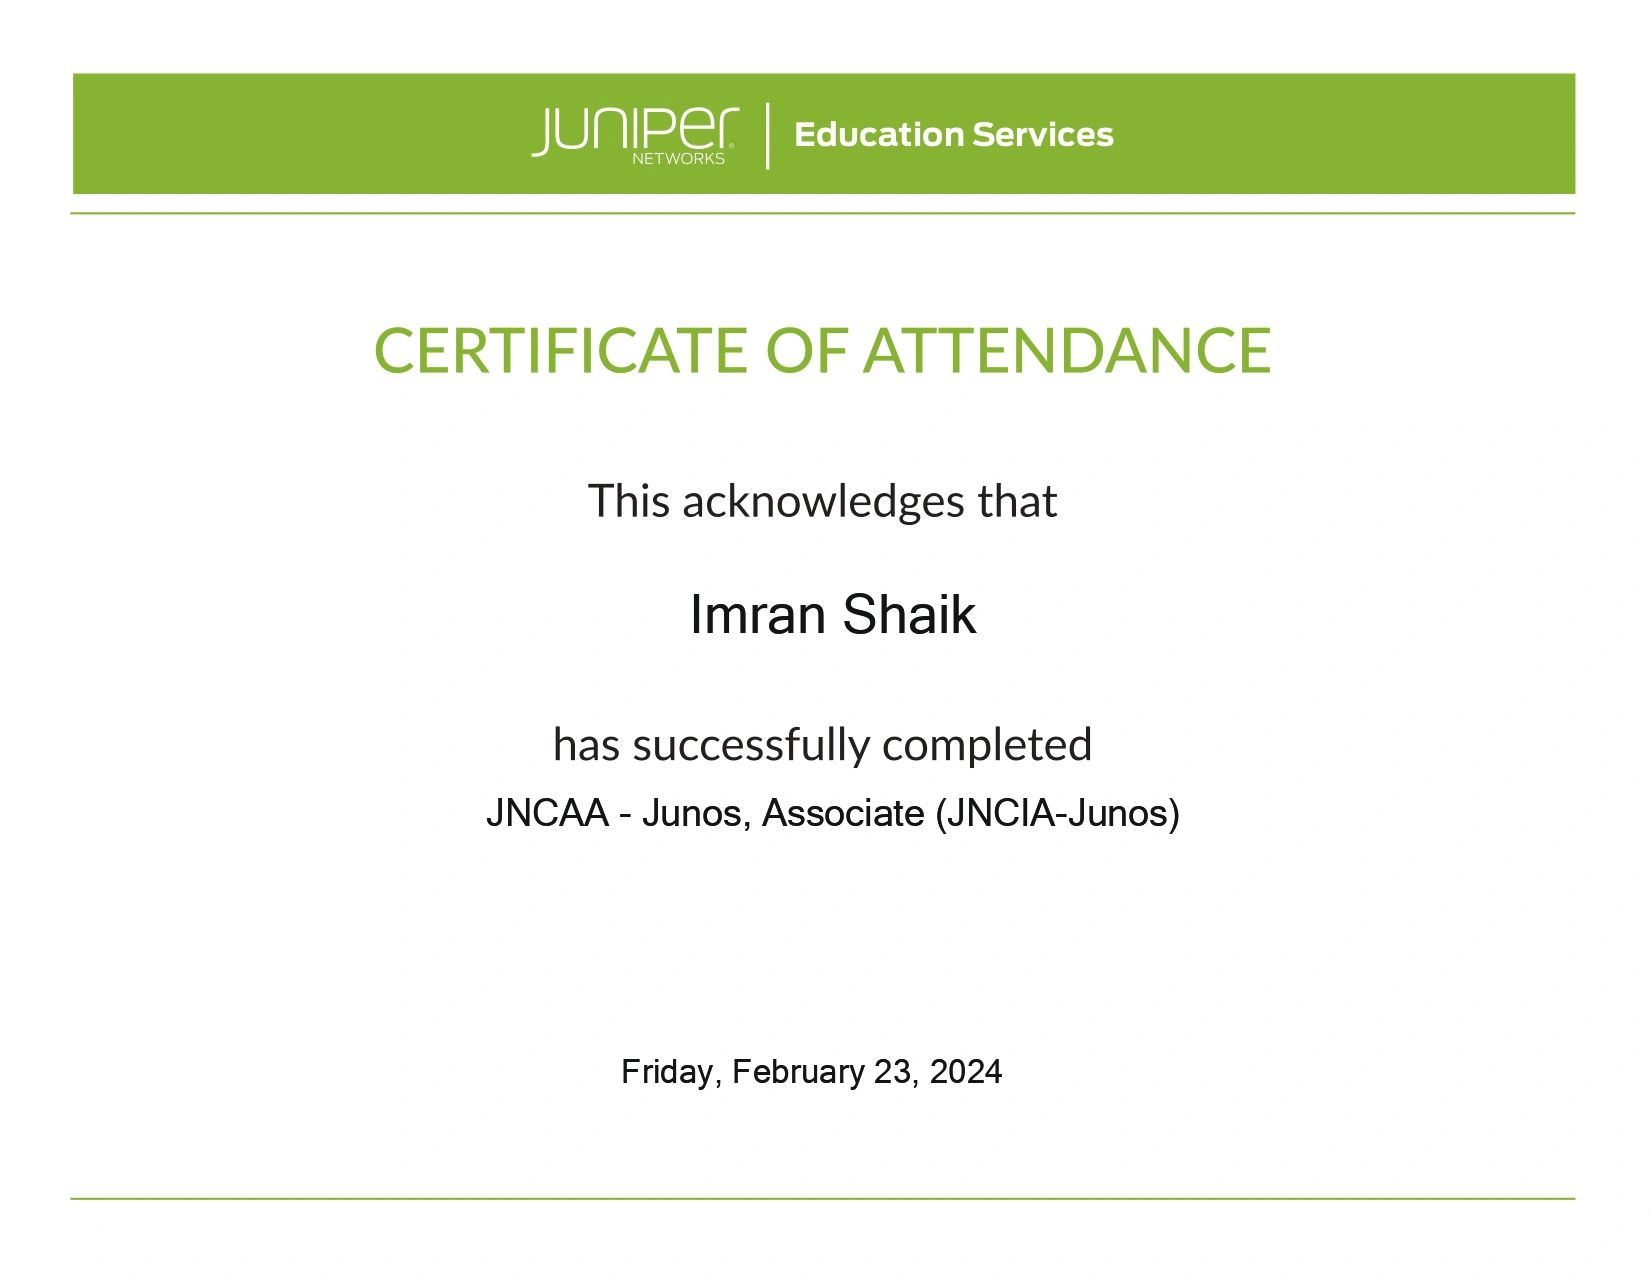 JUNIPer NETWORKS | Education Services
CERTIFICATE OF ATTENDANCE
This acknowledges that
Imran Shaik
has successfully completed
JNCAA - Junos, Associate (JNCIA-Junos)
Friday, February 23, 2024